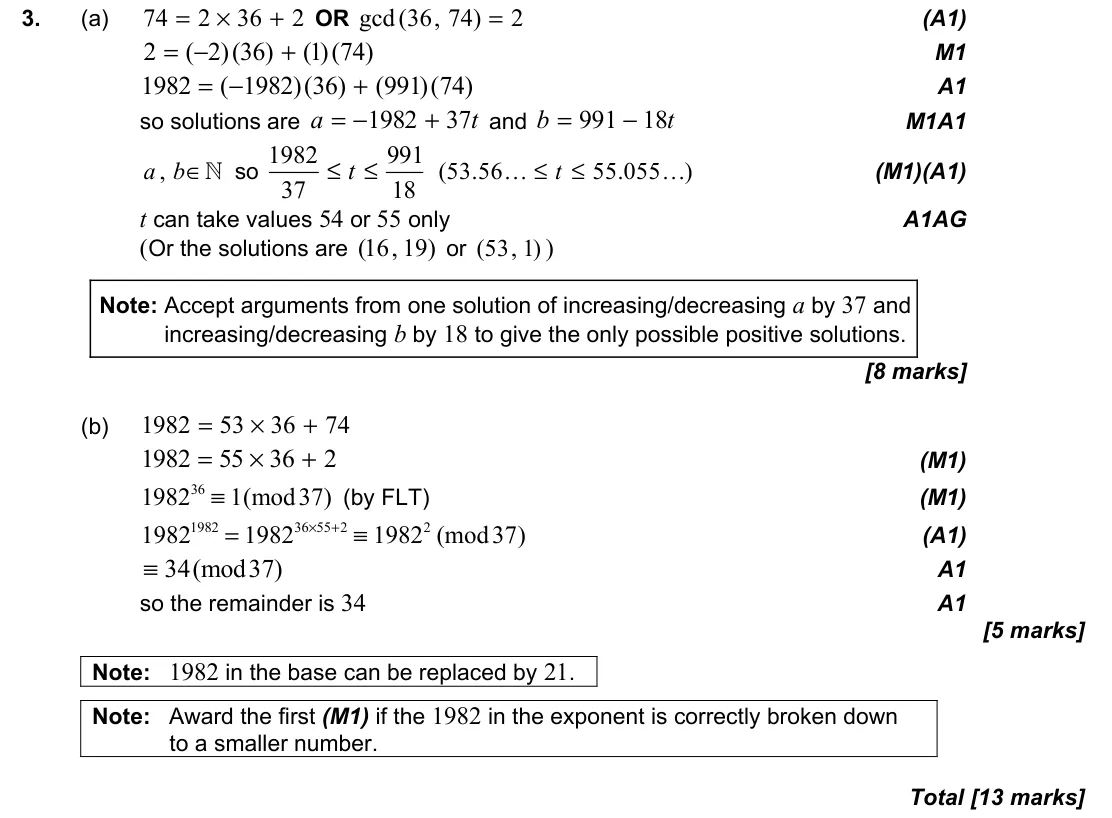 3. (a) 74 = 2 × 36 + 2 OR gcd(36, 74) = 2 (A1)
2 = (−2)(36) + (1)(74) M1
1982 = (−1982)(36) + (991)(74) A1
so solutions are a = −1982 + 37t and b = 991 − 18t M1A1
a, b∈ ℕ so 1982/37 ≤ t ≤ 991/18 (53.56… ≤ t ≤ 55.055…) (M1)(A1)
t can take values 54 or 55 only A1AG
(Or the solutions are (16, 19) or (53, 1))
Note: Accept arguments from one solution of increasing/decreasing a by 37 and
increasing/decreasing b by 18 to give the only possible positive solutions.
[8 marks]
(b) 1982 = 53 × 36 + 74
1982 = 55 × 36 + 2 (M1)
1982³⁶ ≡ 1(mod 37) (by FLT) (M1)
1982¹⁹⁸² = 1982³⁶ˣ⁵⁵⁺² ≡ 1982² (mod 37) (A1)
≡ 34(mod 37) A1
so the remainder is 34 A1
[5 marks]
Note: 1982 in the base can be replaced by 21.
Note: Award the first (M1) if the 1982 in the exponent is correctly broken down
to a smaller number.
Total [13 marks]